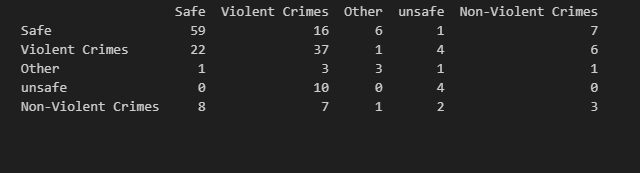 Safe Violent Crimes Other unsafe Non-Violent Crimes
Safe 59 16 6 1 7
Violent Crimes 22 37 1 4 6
Other 1 3 3 1 1
unsafe 0 10 0 4 0
Non-Violent Crimes 8 7 1 2 3